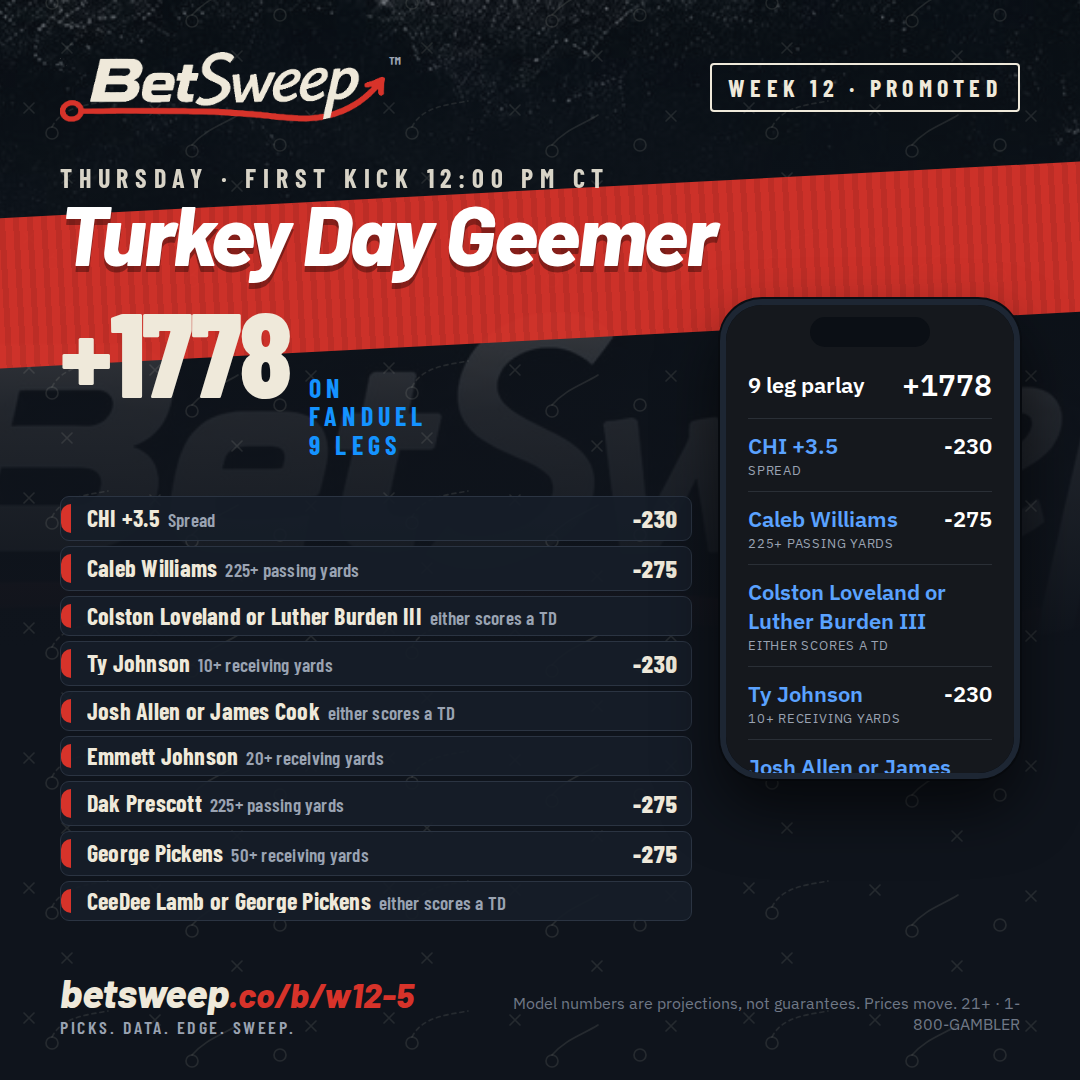 BetSweep TM
WEEK 12 · PROMOTED
THURSDAY · FIRST KICK 12:00 PM CT
Turkey Day Geemer
+1778
ON
FANDUEL
9 LEGS
CHI +3.5 Spread -230
Caleb Williams 225+ passing yards -275
Colston Loveland or Luther Burden III either scores a TD
Ty Johnson 10+ receiving yards -230
Josh Allen or James Cook either scores a TD
Emmett Johnson 20+ receiving yards
Dak Prescott 225+ passing yards -275
George Pickens 50+ receiving yards -275
CeeDee Lamb or George Pickens either scores a TD
9 leg parlay +1778
CHI +3.5 -230
SPREAD
Caleb Williams -275
225+ PASSING YARDS
Colston Loveland or
Luther Burden III
EITHER SCORES A TD
Ty Johnson -230
10+ RECEIVING YARDS
Josh Allen or James
betsweep.co/b/w12-5
PICKS. DATA. EDGE. SWEEP.
Model numbers are projections, not guarantees. Prices move. 21+ · 1-
800-GAMBLER
BetSweep